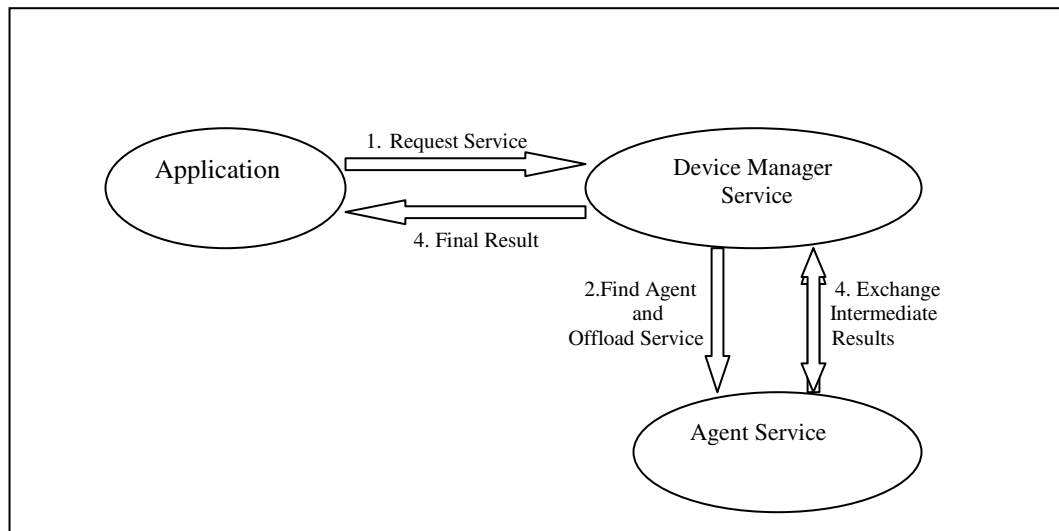 1. Request Service
Application
Device Manager
Service
4. Final Result
2.Find Agent
and
Offload Service
4. Exchange
Intermediate
Results
Agent Service